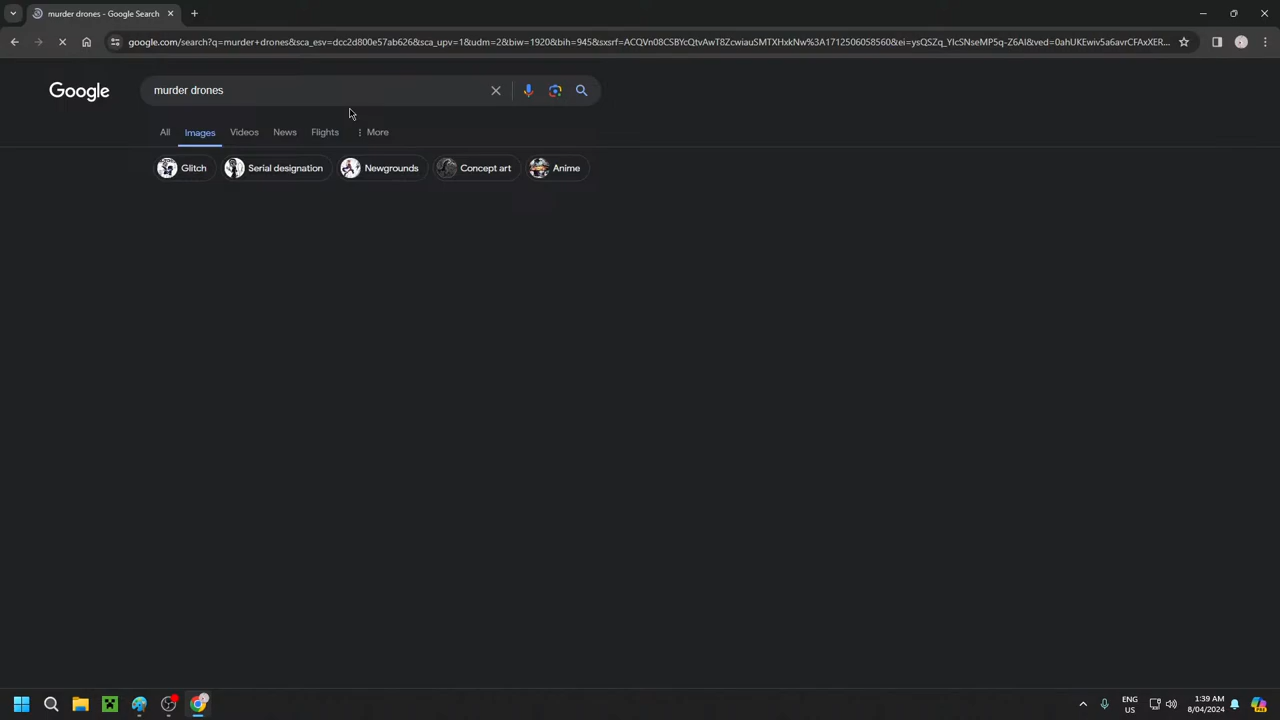 murder drones - Google Search
google.com/search?q=murder+drones&sca_esv=dcc2d800e57ab626&sca_upv=1&udm=2&biw=1920&bih=945&sxsrf=ACQVn08CSBYcQtvAwT8ZcwiauSMTXHxkNw%3A1712506058560&ei=ysQSZq_YIcSNseMP5q-Z6AI&ved=0ahUKEwiv5a6avrCFAxXER...
Google
murder drones
All Images Videos News Flights More
Glitch Serial designation Newgrounds Concept art Anime
ENG 1:39 AM
US 8/04/2024